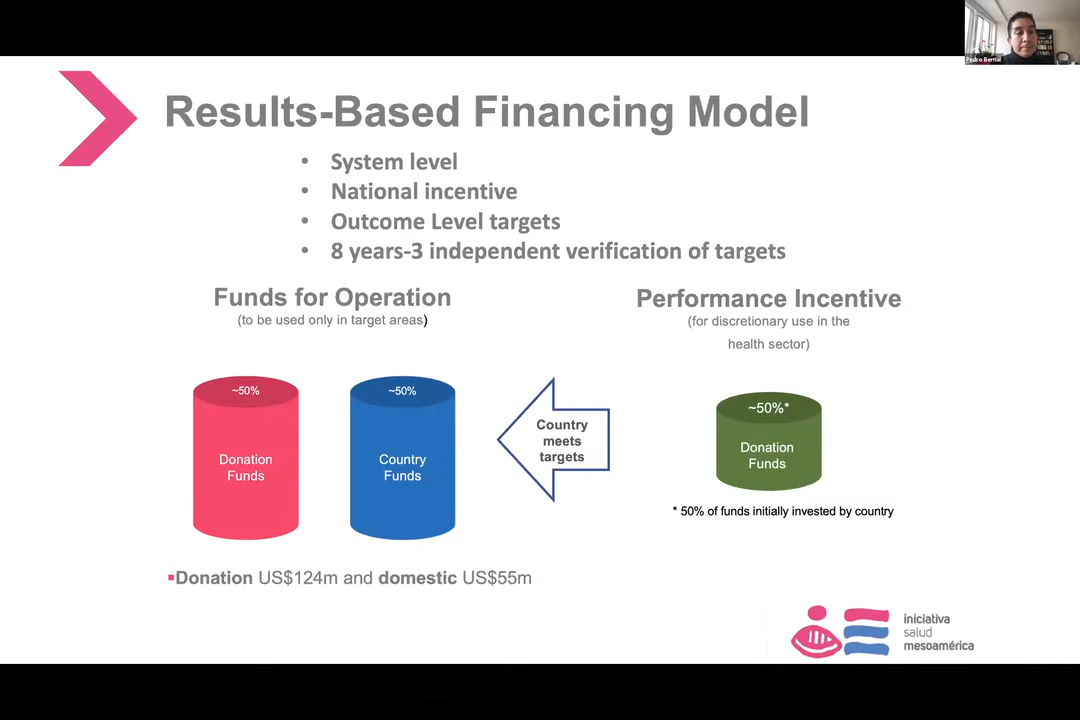 Pedro Bernal
Results-Based Financing Model
• System level
• National incentive
• Outcome Level targets
• 8 years-3 independent verification of targets
Funds for Operation
(to be used only in target areas)
Performance Incentive
(for discretionary use in the
health sector)
~50%
Donation
Funds
~50%
Country
Funds
Country
meets
targets
~50%*
Donation
Funds
* 50% of funds initially invested by country
▪Donation US$124m and domestic US$55m
iniciativa
salud
mesoamérica